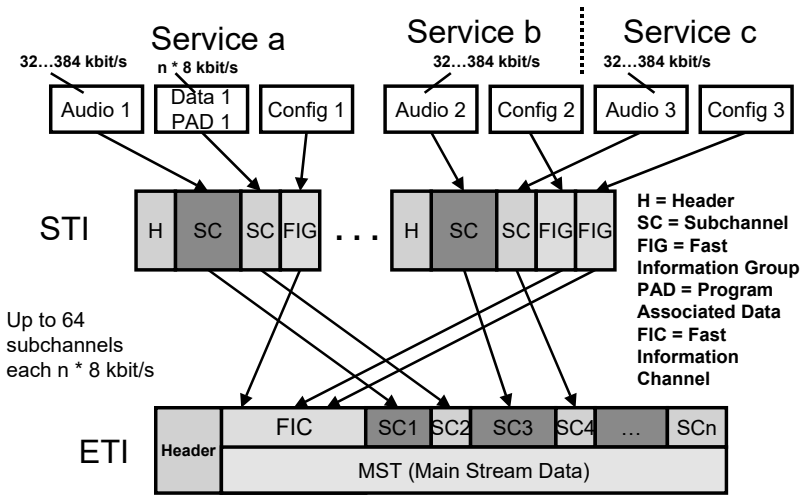 Service a
Service b
Service c
32…384 kbit/s
n * 8 kbit/s
32…384 kbit/s
32…384 kbit/s
Audio 1
Data 1
PAD 1
Config 1
Audio 2
Config 2
Audio 3
Config 3
STI
H
SC
SC
FIG
. . .
H
SC
SC
FIG
FIG
H = Header
SC = Subchannel
FIG = Fast
Information Group
PAD = Program
Associated Data
FIC = Fast
Information
Channel
Up to 64
subchannels
each n * 8 kbit/s
ETI
Header
FIC
SC1
SC2
SC3
SC4
…
SCn
MST (Main Stream Data)